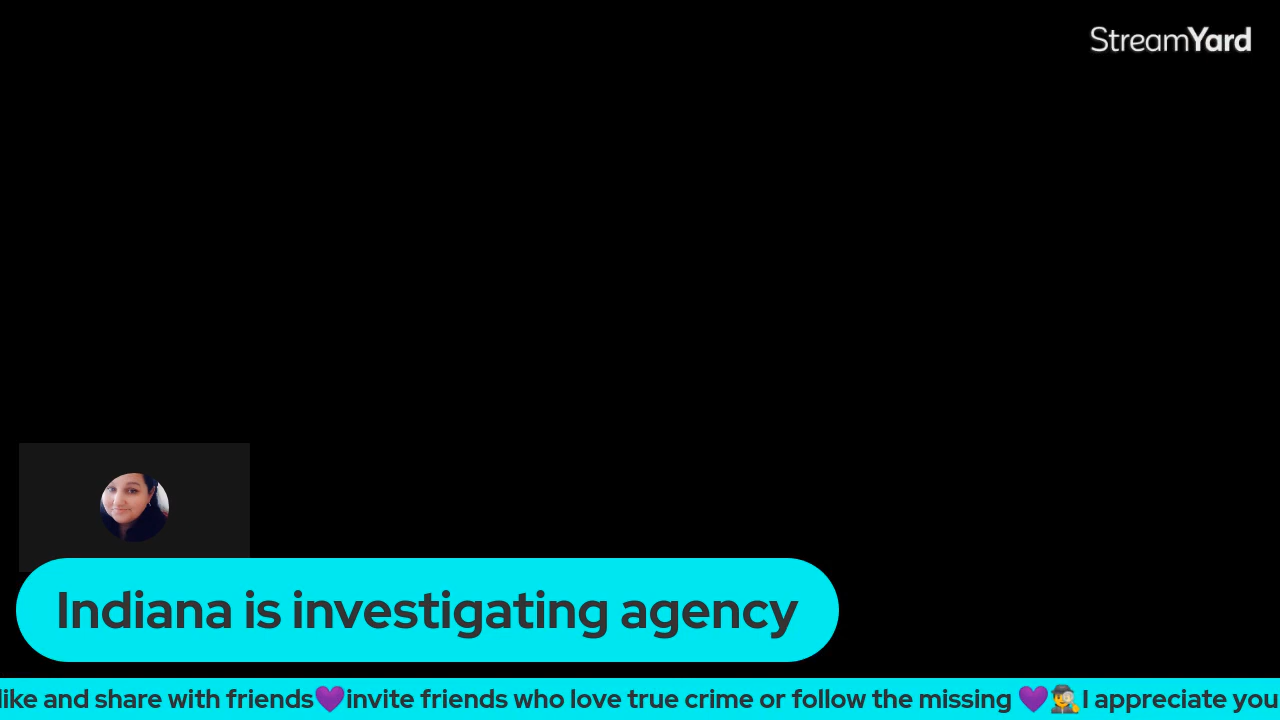 StreamYard
Indiana is investigating agency
like and share with friends💜invite friends who love true crime or follow the missing 💜🕵️I appreciate you